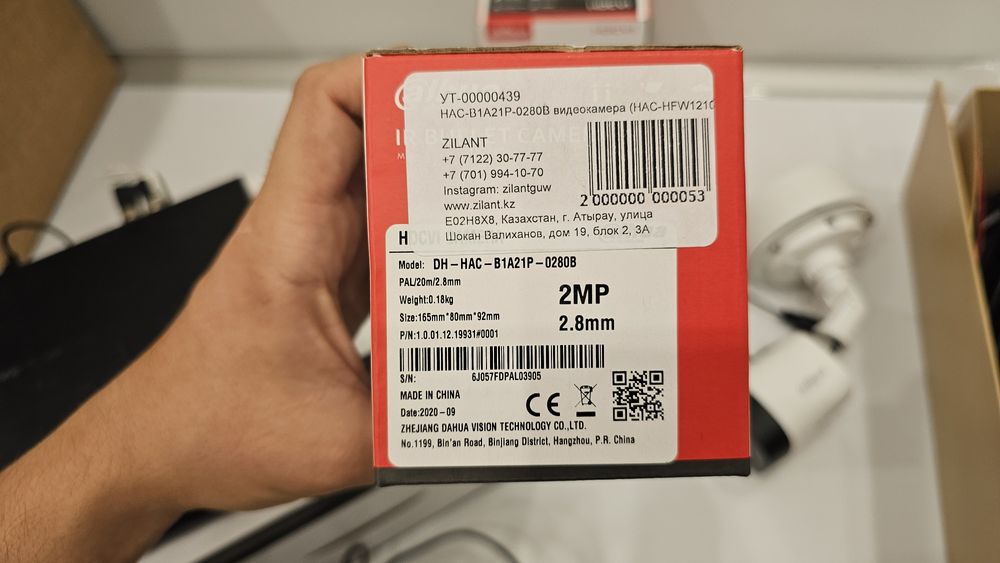 УТ-00000439
HAC-B1A21P-0280B видеокамера (HAC-HFW1210
ZILANT
+7 (7122) 30-77-77
+7 (701) 994-10-70
Instagram: zilantguw
www.zilant.kz
E02H8X8, Казахстан, г. Атырау, улица
Шокан Валиханов, дом 19, блок 2, 3А
2 000000 000053
IR BULLET CAMERA
H
Model: DH-HAC-B1A21P-0280B
PAL/20m/2.8mm
Weight:0.18kg
Size:165mm*80mm*92mm
P/N:1.0.01.12.19931#0001
2MP
2.8mm
S/N: 6J057FDPAL03905
MADE IN CHINA
Date:2020-09
CE
ZHEJIANG DAHUA VISION TECHNOLOGY CO.,LTD.
No.1199, Bin'an Road, Binjiang District, Hangzhou, P.R. China